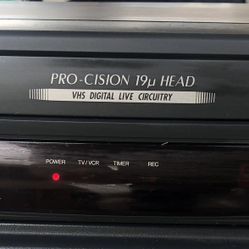 PRO-CISION 19µ HEAD
VHS DIGITAL LIVE CIRCUITRY
POWER TV/VCR TIMER REC